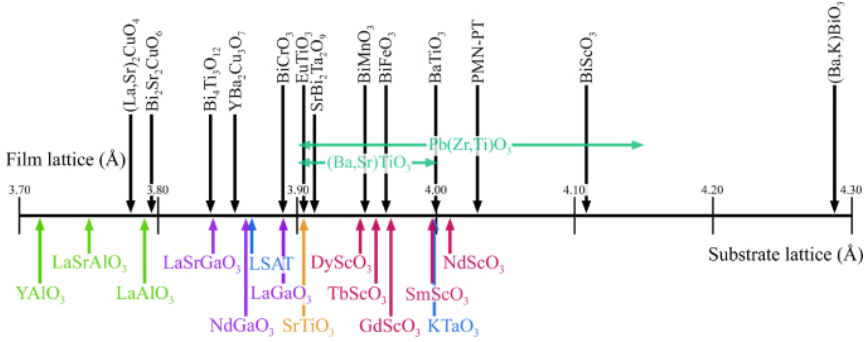 (La,Sr)₂CuO₄
Bi₂Sr₂CuO₆
Bi₄Ti₃O₁₂
YBa₂Cu₃O₇
BiCrO₃
EuTiO₃
SrBi₂Ta₂O₉
BiMnO₃
BiFeO₃
BaTiO₃
PMN-PT
BiScO₃
(Ba,K)BiO₃
Pb(Zr,Ti)O₃
Film lattice (Å)
(Ba,Sr)TiO₃
3.70 3.80 3.90 4.00 4.10 4.20 4.30
Substrate lattice (Å)
LaSrAlO₃ LaSrGaO₃ LSAT DyScO₃ NdScO₃
YAlO₃ LaAlO₃ LaGaO₃ TbScO₃ SmScO₃
NdGaO₃ SrTiO₃ GdScO₃ KTaO₃